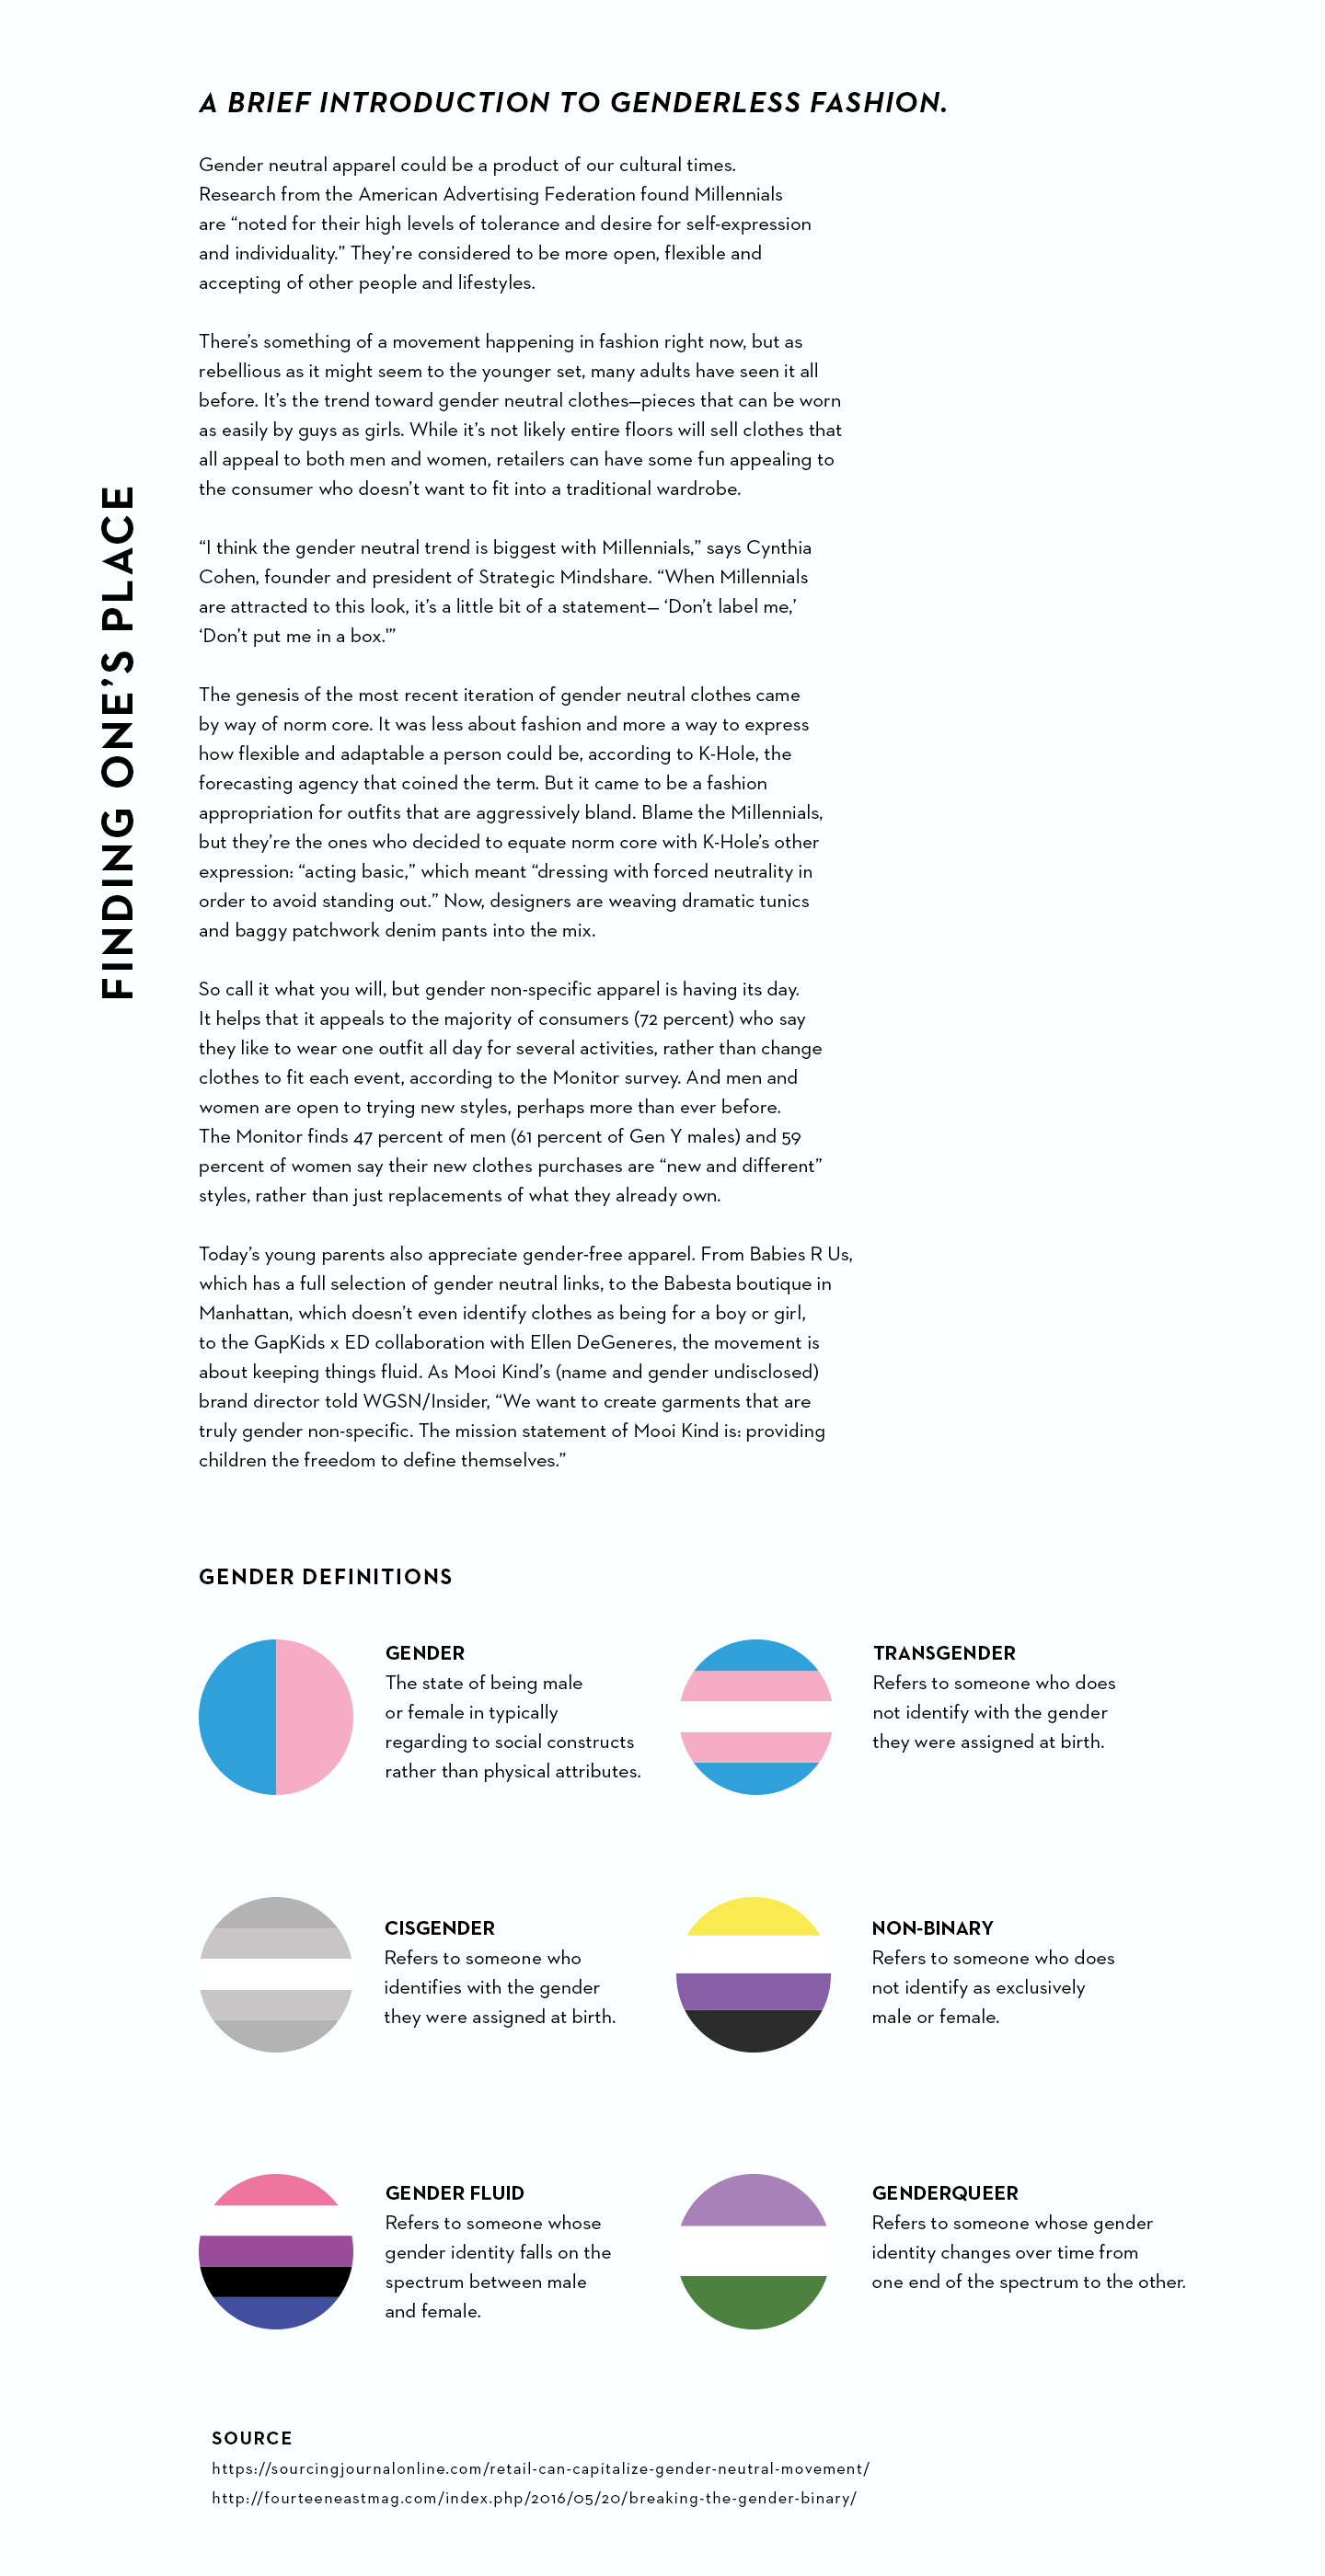 A BRIEF INTRODUCTION TO GENDERLESS FASHION.
Gender neutral apparel could be a product of our cultural times.
Research from the American Advertising Federation found Millennials
are “noted for their high levels of tolerance and desire for self-expression
and individuality.” They’re considered to be more open, flexible and
accepting of other people and lifestyles.
There’s something of a movement happening in fashion right now, but as
rebellious as it might seem to the younger set, many adults have seen it all
before. It’s the trend toward gender neutral clothes—pieces that can be worn
as easily by guys as girls. While it’s not likely entire floors will sell clothes that
all appeal to both men and women, retailers can have some fun appealing to
the consumer who doesn’t want to fit into a traditional wardrobe.
FINDING ONE’S PLACE
“I think the gender neutral trend is biggest with Millennials,” says Cynthia
Cohen, founder and president of Strategic Mindshare. “When Millennials
are attracted to this look, it’s a little bit of a statement— ‘Don’t label me,’
‘Don’t put me in a box.'”
The genesis of the most recent iteration of gender neutral clothes came
by way of norm core. It was less about fashion and more a way to express
how flexible and adaptable a person could be, according to K-Hole, the
forecasting agency that coined the term. But it came to be a fashion
appropriation for outfits that are aggressively bland. Blame the Millennials,
but they’re the ones who decided to equate norm core with K-Hole’s other
expression: “acting basic,” which meant “dressing with forced neutrality in
order to avoid standing out.” Now, designers are weaving dramatic tunics
and baggy patchwork denim pants into the mix.
So call it what you will, but gender non-specific apparel is having its day.
It helps that it appeals to the majority of consumers (72 percent) who say
they like to wear one outfit all day for several activities, rather than change
clothes to fit each event, according to the Monitor survey. And men and
women are open to trying new styles, perhaps more than ever before.
The Monitor finds 47 percent of men (61 percent of Gen Y males) and 59
percent of women say their new clothes purchases are “new and different”
styles, rather than just replacements of what they already own.
Today’s young parents also appreciate gender-free apparel. From Babies R Us,
which has a full selection of gender neutral links, to the Babesta boutique in
Manhattan, which doesn’t even identify clothes as being for a boy or girl,
to the GapKids x ED collaboration with Ellen DeGeneres, the movement is
about keeping things fluid. As Mooi Kind’s (name and gender undisclosed)
brand director told WGSN/Insider, “We want to create garments that are
truly gender non-specific. The mission statement of Mooi Kind is: providing
children the freedom to define themselves.”
GENDER DEFINITIONS
GENDER
The state of being male
or female in typically
regarding to social constructs
rather than physical attributes.
TRANSGENDER
Refers to someone who does
not identify with the gender
they were assigned at birth.
CISGENDER
Refers to someone who
identifies with the gender
they were assigned at birth.
NON-BINARY
Refers to someone who does
not identify as exclusively
male or female.
GENDER FLUID
Refers to someone whose
gender identity falls on the
spectrum between male
and female.
GENDERQUEER
Refers to someone whose gender
identity changes over time from
one end of the spectrum to the other.
SOURCE
https://sourcingjournalonline.com/retail-can-capitalize-gender-neutral-movement/
http://fourteeneastmag.com/index.php/2016/05/20/breaking-the-gender-binary/